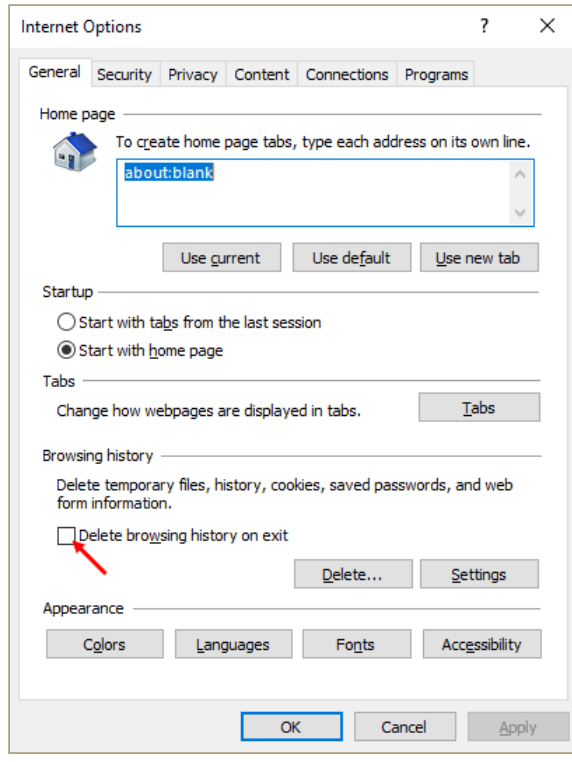 Internet Options ?
General Security Privacy Content Connections Programs
Home page
To create home page tabs, type each address on its own line.
about:blank
Use current Use default Use new tab
Startup
Start with tabs from the last session
Start with home page
Tabs
Change how webpages are displayed in tabs. Tabs
Browsing history
Delete temporary files, history, cookies, saved passwords, and web
form information.
Delete browsing history on exit
Delete... Settings
Appearance
Colors Languages Fonts Accessibility
OK Cancel Apply